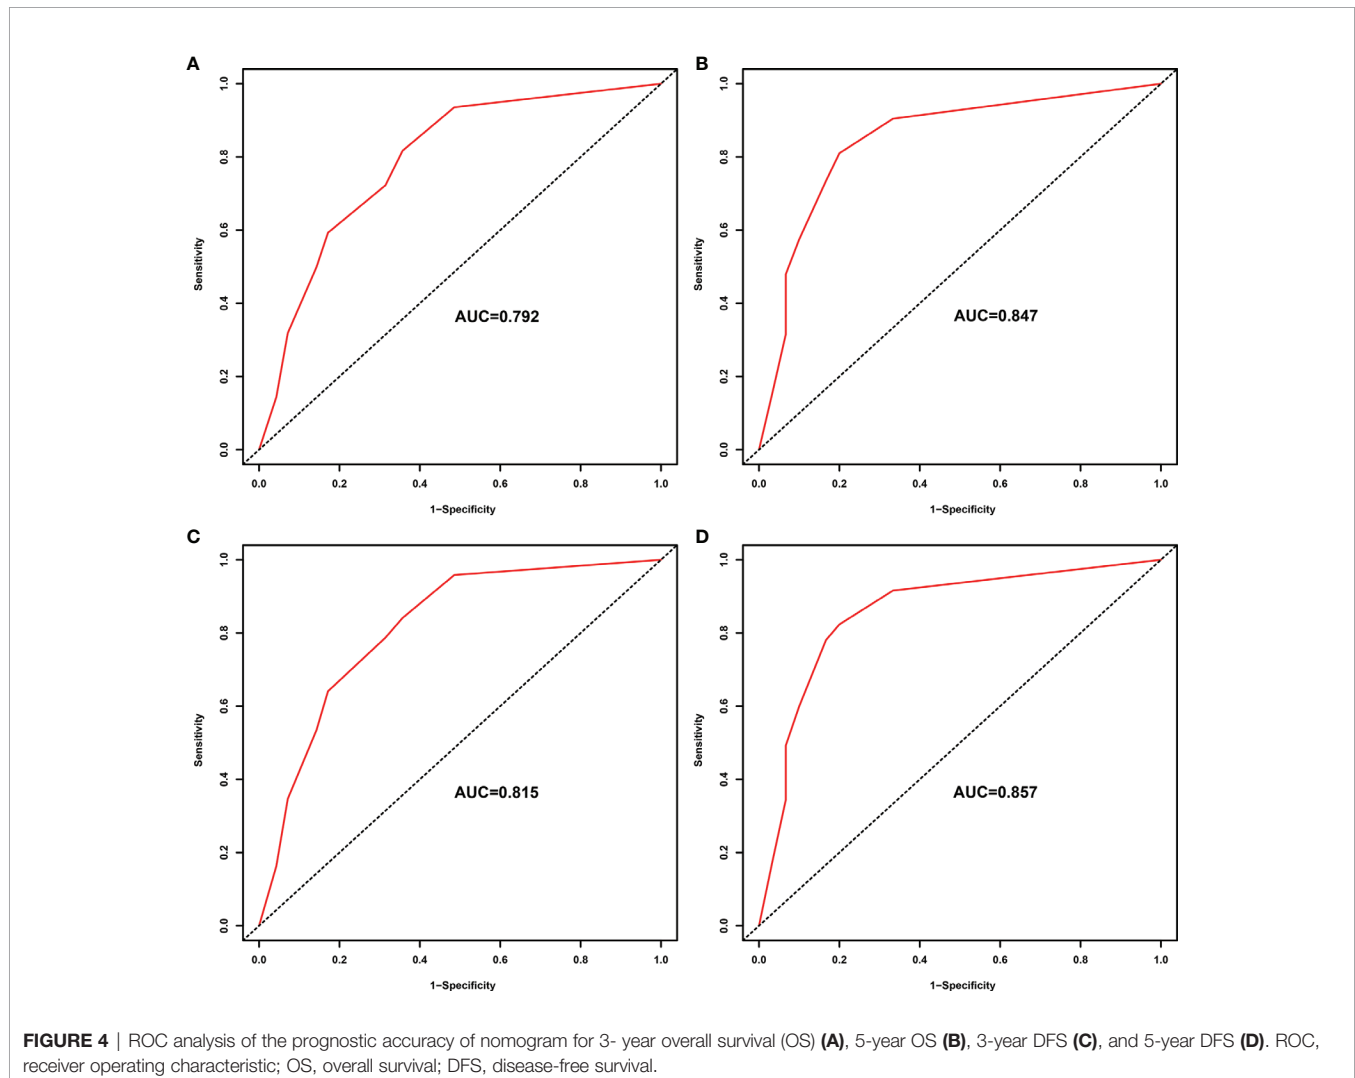 A
1.0
0.8
0.6
0.4
0.2
0.0
Sensitivity
AUC=0.792
0.0 0.2 0.4 0.6 0.8 1.0
1−Specificity
B
1.0
0.8
0.6
0.4
0.2
0.0
Sensitivity
AUC=0.847
0.0 0.2 0.4 0.6 0.8 1.0
1−Specificity
C
1.0
0.8
0.6
0.4
0.2
0.0
Sensitivity
AUC=0.815
0.0 0.2 0.4 0.6 0.8 1.0
1−Specificity
D
1.0
0.8
0.6
0.4
0.2
0.0
Sensitivity
AUC=0.857
0.0 0.2 0.4 0.6 0.8 1.0
1−Specificity
FIGURE 4 | ROC analysis of the prognostic accuracy of nomogram for 3- year overall survival (OS) (A), 5-year OS (B), 3-year DFS (C), and 5-year DFS (D). ROC,
receiver operating characteristic; OS, overall survival; DFS, disease-free survival.